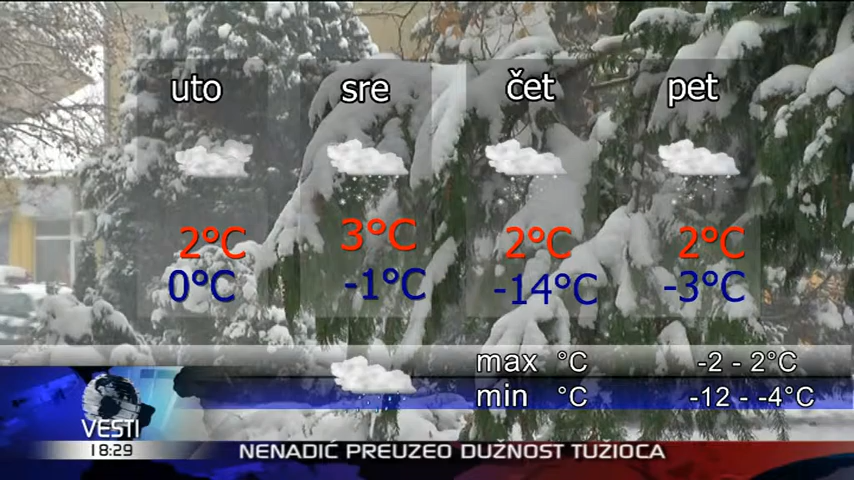 uto sre čet pet
2°C 3°C 2°C 2°C
0°C -1°C -14°C -3°C
max °C -2 - 2°C
min °C -12 - -4°C
VESTI
18:29
NENADIĆ PREUZEO DUŽNOST TUŽIOCA